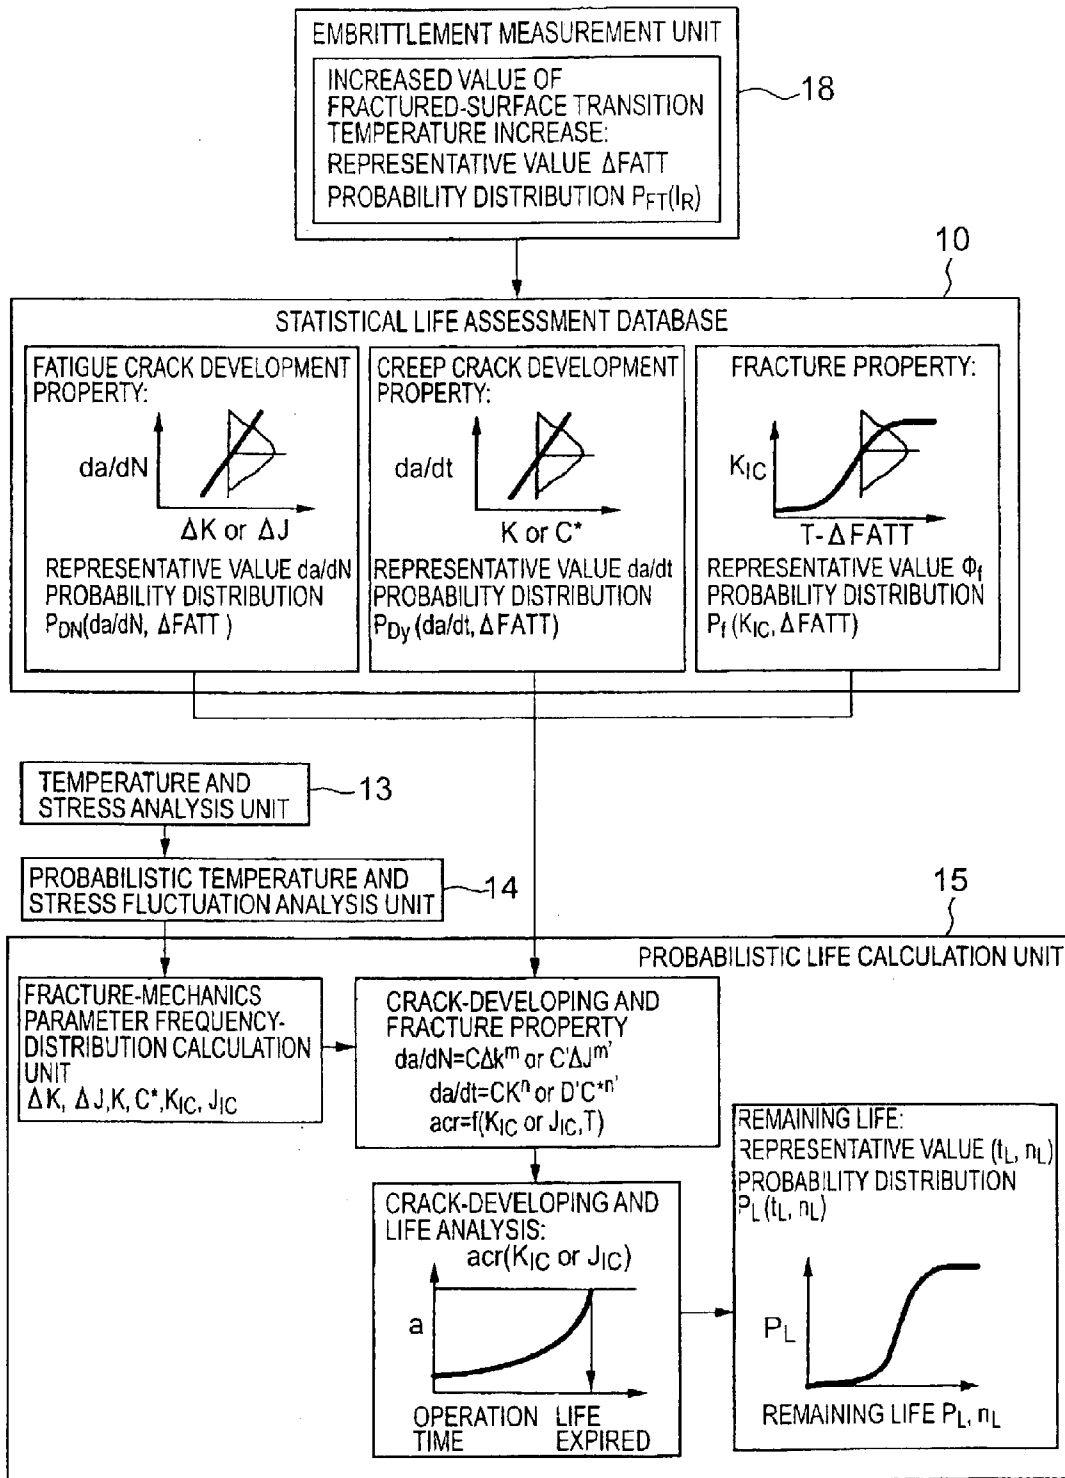 EMBRITTLEMENT MEASUREMENT UNIT
INCREASED VALUE OF
FRACTURED-SURFACE TRANSITION
TEMPERATURE INCREASE:
REPRESENTATIVE VALUE ΔFATT
PROBABILITY DISTRIBUTION PFT(IR)
18
10
STATISTICAL LIFE ASSESSMENT DATABASE
FATIGUE CRACK DEVELOPMENT
PROPERTY:
da/dN
ΔK or ΔJ
REPRESENTATIVE VALUE da/dN
PROBABILITY DISTRIBUTION
PDN(da/dN, ΔFATT )
CREEP CRACK DEVELOPMENT
PROPERTY:
da/dt
K or C*
REPRESENTATIVE VALUE da/dt
PROBABILITY DISTRIBUTION
PDy (da/dt, ΔFATT)
FRACTURE PROPERTY:
KIC
T-ΔFATT
REPRESENTATIVE VALUE Φf
PROBABILITY DISTRIBUTION
Pf (KIC, ΔFATT)
TEMPERATURE AND
STRESS ANALYSIS UNIT
13
PROBABILISTIC TEMPERATURE AND
STRESS FLUCTUATION ANALYSIS UNIT
14
15
PROBABILISTIC LIFE CALCULATION UNIT
FRACTURE-MECHANICS
PARAMETER FREQUENCY-
DISTRIBUTION CALCULATION
UNIT
ΔK, ΔJ,K, C*,KIC, JIC
CRACK-DEVELOPING AND
FRACTURE PROPERTY
da/dN=CΔk^m or C'ΔJ^m'
da/dt=CK^n or D'C*^n'
acr=f(KIC or JIC,T)
CRACK-DEVELOPING AND
LIFE ANALYSIS:
acr(KIC or JIC)
a
OPERATION
TIME
LIFE
EXPIRED
REMAINING LIFE:
REPRESENTATIVE VALUE (tL, nL)
PROBABILITY DISTRIBUTION
PL (tL, nL)
PL
REMAINING LIFE PL, nL